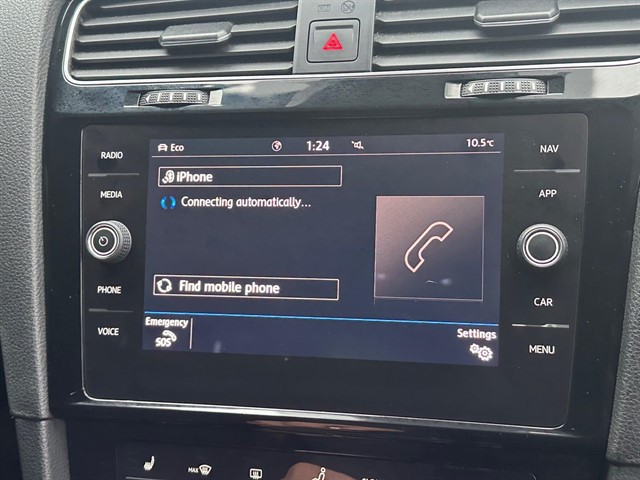 RADIO
MEDIA
PHONE
VOICE
Eco
1:24
10.5°C
iPhone
Connecting automatically...
Find mobile phone
Emergency
SOS
Settings
NAV
APP
CAR
MENU
MAX